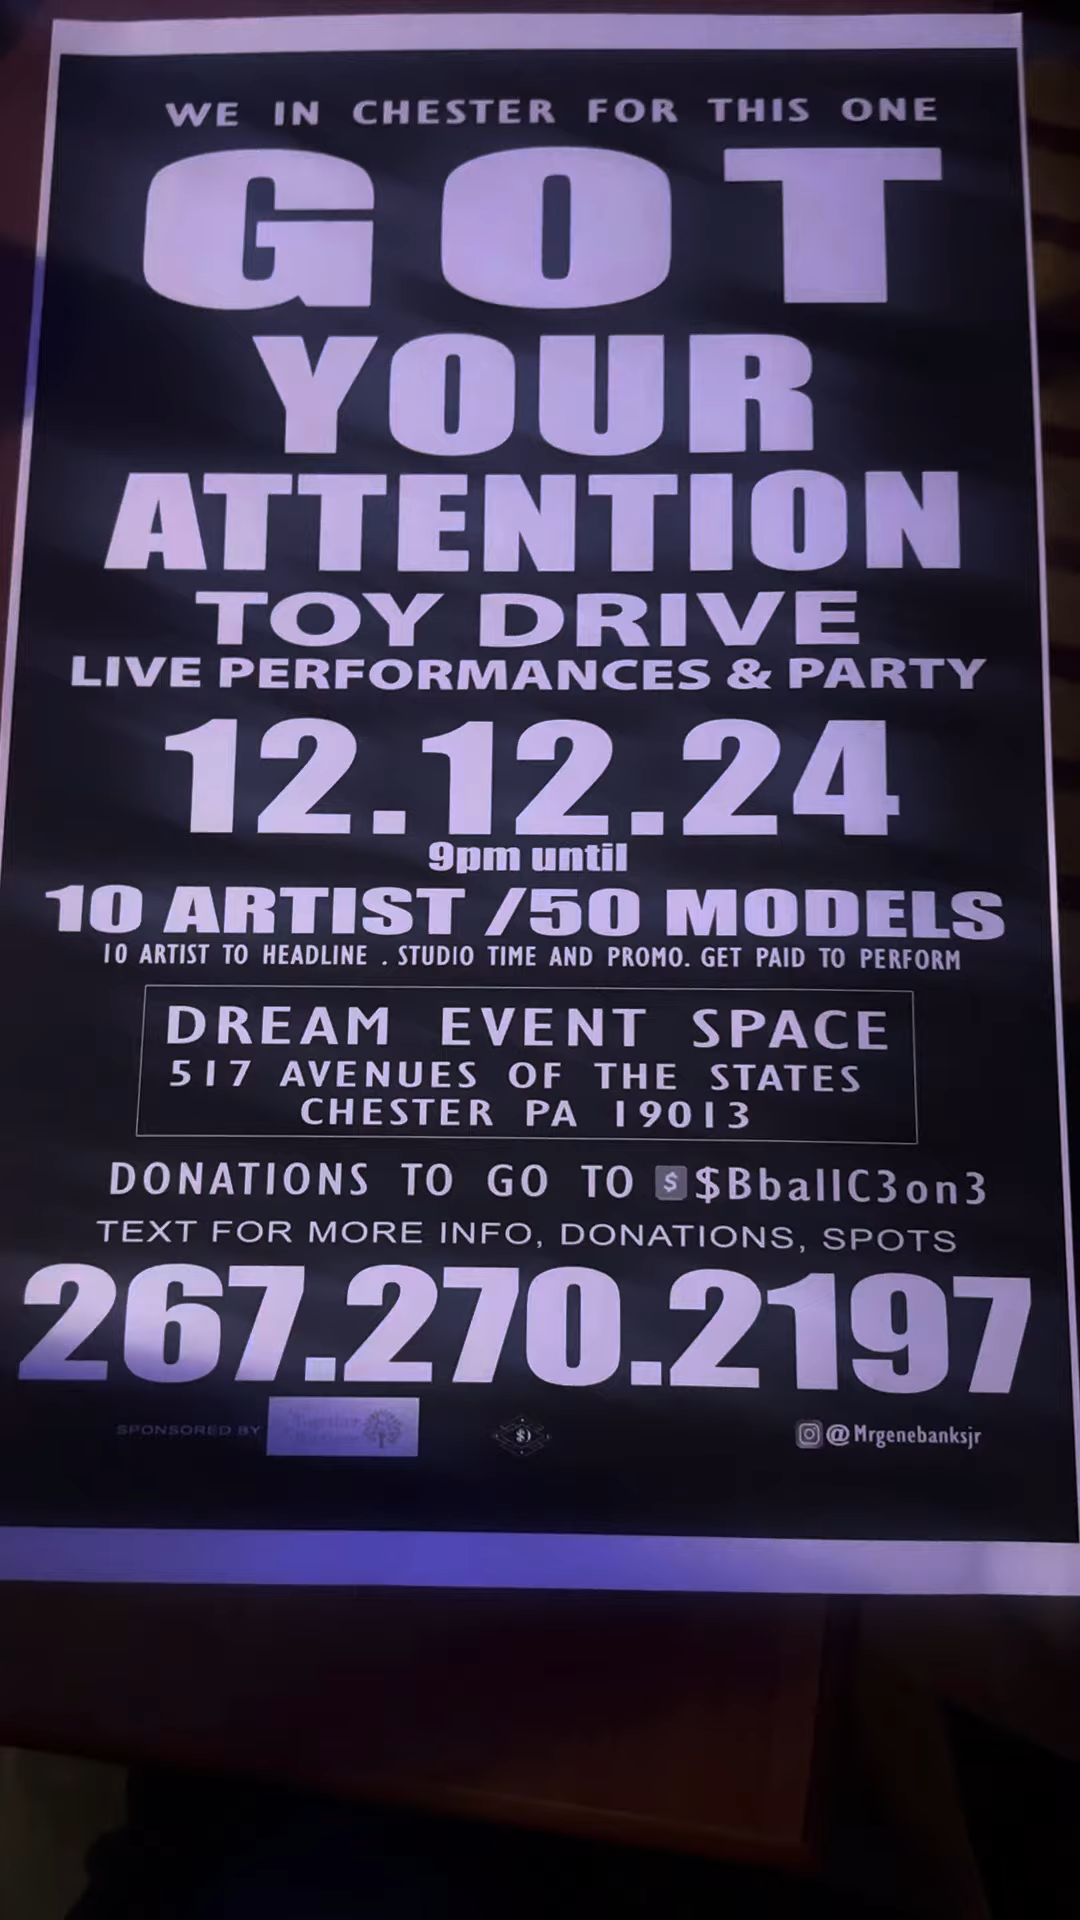 WE IN CHESTER FOR THIS ONE
GOT
YOUR
ATTENTION
TOY DRIVE
LIVE PERFORMANCES & PARTY
12.12.24
9pm until
10 ARTIST /50 MODELS
10 ARTIST TO HEADLINE . STUDIO TIME AND PROMO. GET PAID TO PERFORM
DREAM EVENT SPACE
517 AVENUES OF THE STATES
CHESTER PA 19013
DONATIONS TO GO TO $ $BballC3on3
TEXT FOR MORE INFO, DONATIONS, SPOTS
267.270.2197
SPONSORED BY
@Mrgenebanksjr